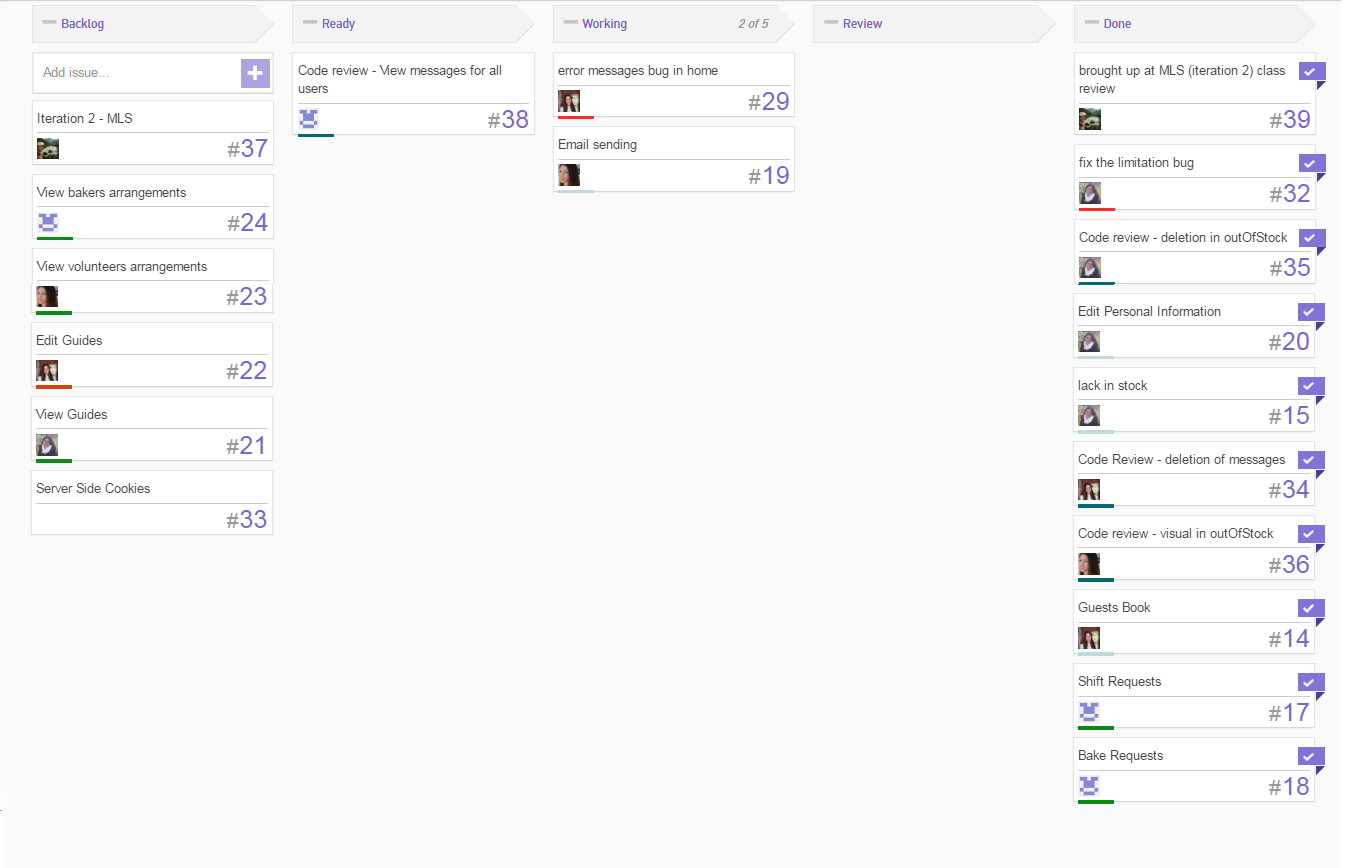 Backlog
Add issue...
Iteration 2 - MLS
#37
View bakers arrangements
#24
View volunteers arrangements
#23
Edit Guides
#22
View Guides
#21
Server Side Cookies
#33
Ready
Code review - View messages for all
users
#38
Working 2 of 5
error messages bug in home
#29
Email sending
#19
Review
Done
brought up at MLS (iteration 2) class
review
#39
fix the limitation bug
#32
Code review - deletion in outOfStock
#35
Edit Personal Information
#20
lack in stock
#15
Code Review - deletion of messages
#34
Code review - visual in outOfStock
#36
Guests Book
#14
Shift Requests
#17
Bake Requests
#18